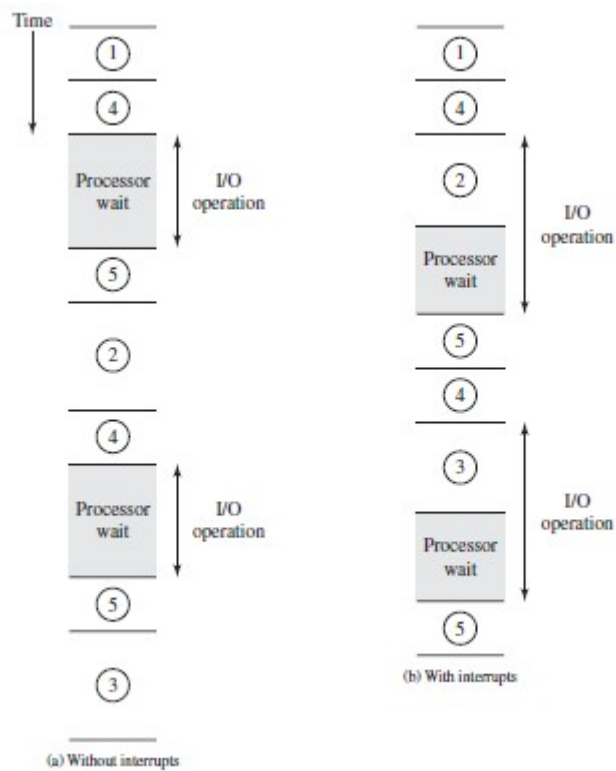 Time
1
4
Processor
wait
I/O
operation
5
2
4
Processor
wait
I/O
operation
5
3
(a) Without interrupts
1
4
2
I/O
operation
Processor
wait
5
4
3
I/O
operation
Processor
wait
5
(b) With interrupts